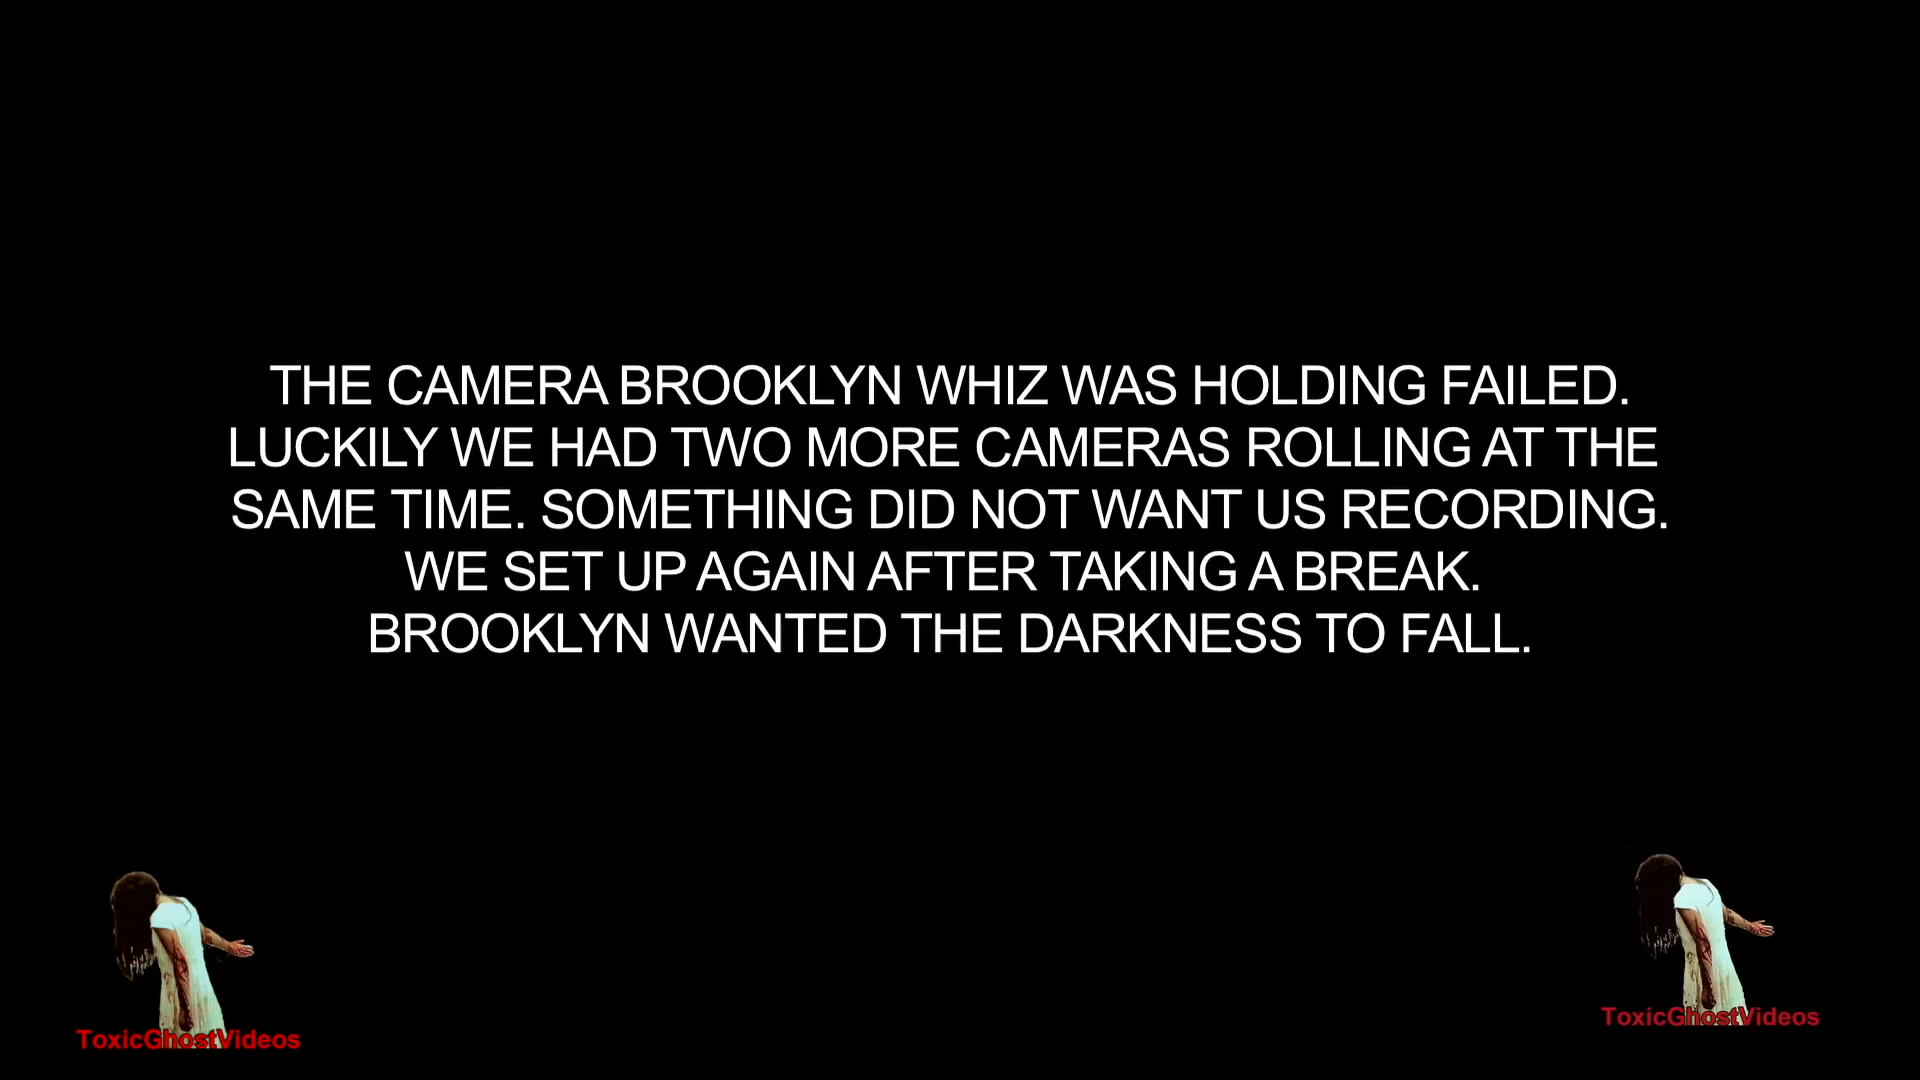 THE CAMERA BROOKLYN WHIZ WAS HOLDING FAILED.
LUCKILY WE HAD TWO MORE CAMERAS ROLLING AT THE
SAME TIME. SOMETHING DID NOT WANT US RECORDING.
WE SET UP AGAIN AFTER TAKING A BREAK.
BROOKLYN WANTED THE DARKNESS TO FALL.
ToxicGhostVideos
ToxicGhostVideos